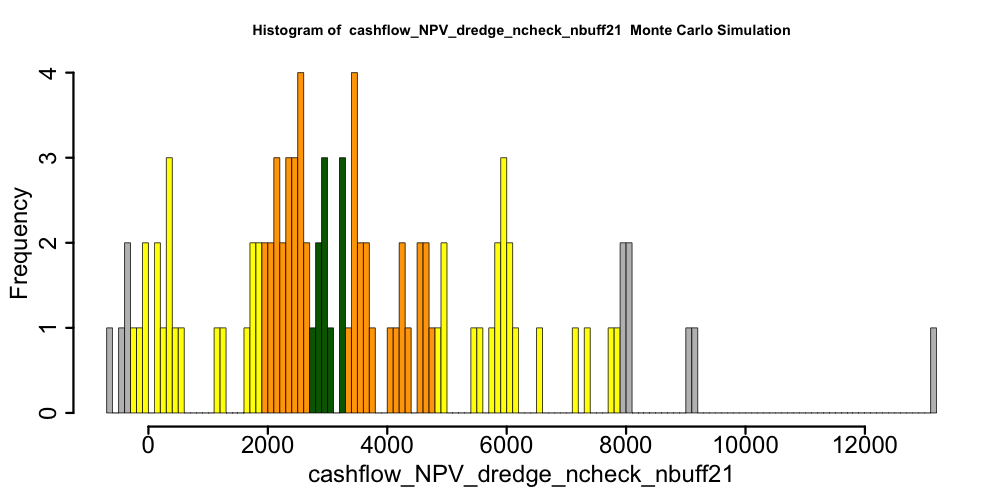 Histogram of  cashflow_NPV_dredge_ncheck_nbuff21  Monte Carlo Simulation
Frequency
4
3
2
1
0
0 2000 4000 6000 8000 10000 12000
cashflow_NPV_dredge_ncheck_nbuff21